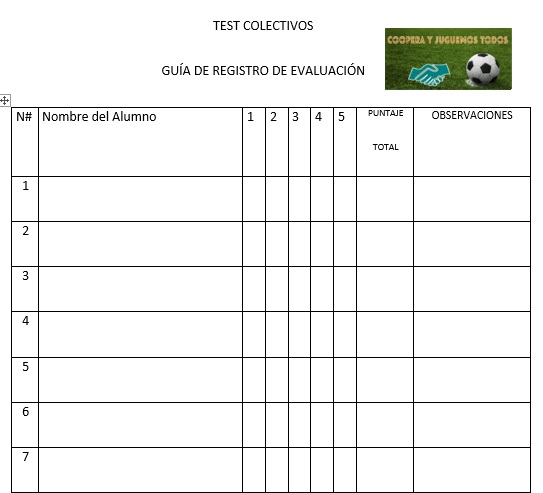 TEST COLECTIVOS
COOPERA Y JUGUEMOS TODOS
GUÍA DE REGISTRO DE EVALUACIÓN
N# Nombre del Alumno 1 2 3 4 5 PUNTAJE TOTAL OBSERVACIONES
1
2
3
4
5
6
7